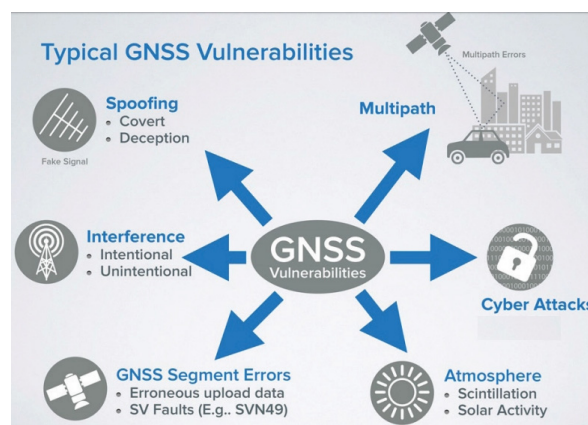 Typical GNSS Vulnerabilities
Multipath Errors
Spoofing
• Covert
• Deception
Fake Signal
Multipath
Interference
• Intentional
• Unintentional
GNSS
Vulnerabilities
Cyber Attacks
GNSS Segment Errors
• Erroneous upload data
• SV Faults (E.g.. SVN49)
Atmosphere
• Scintillation
• Solar Activity